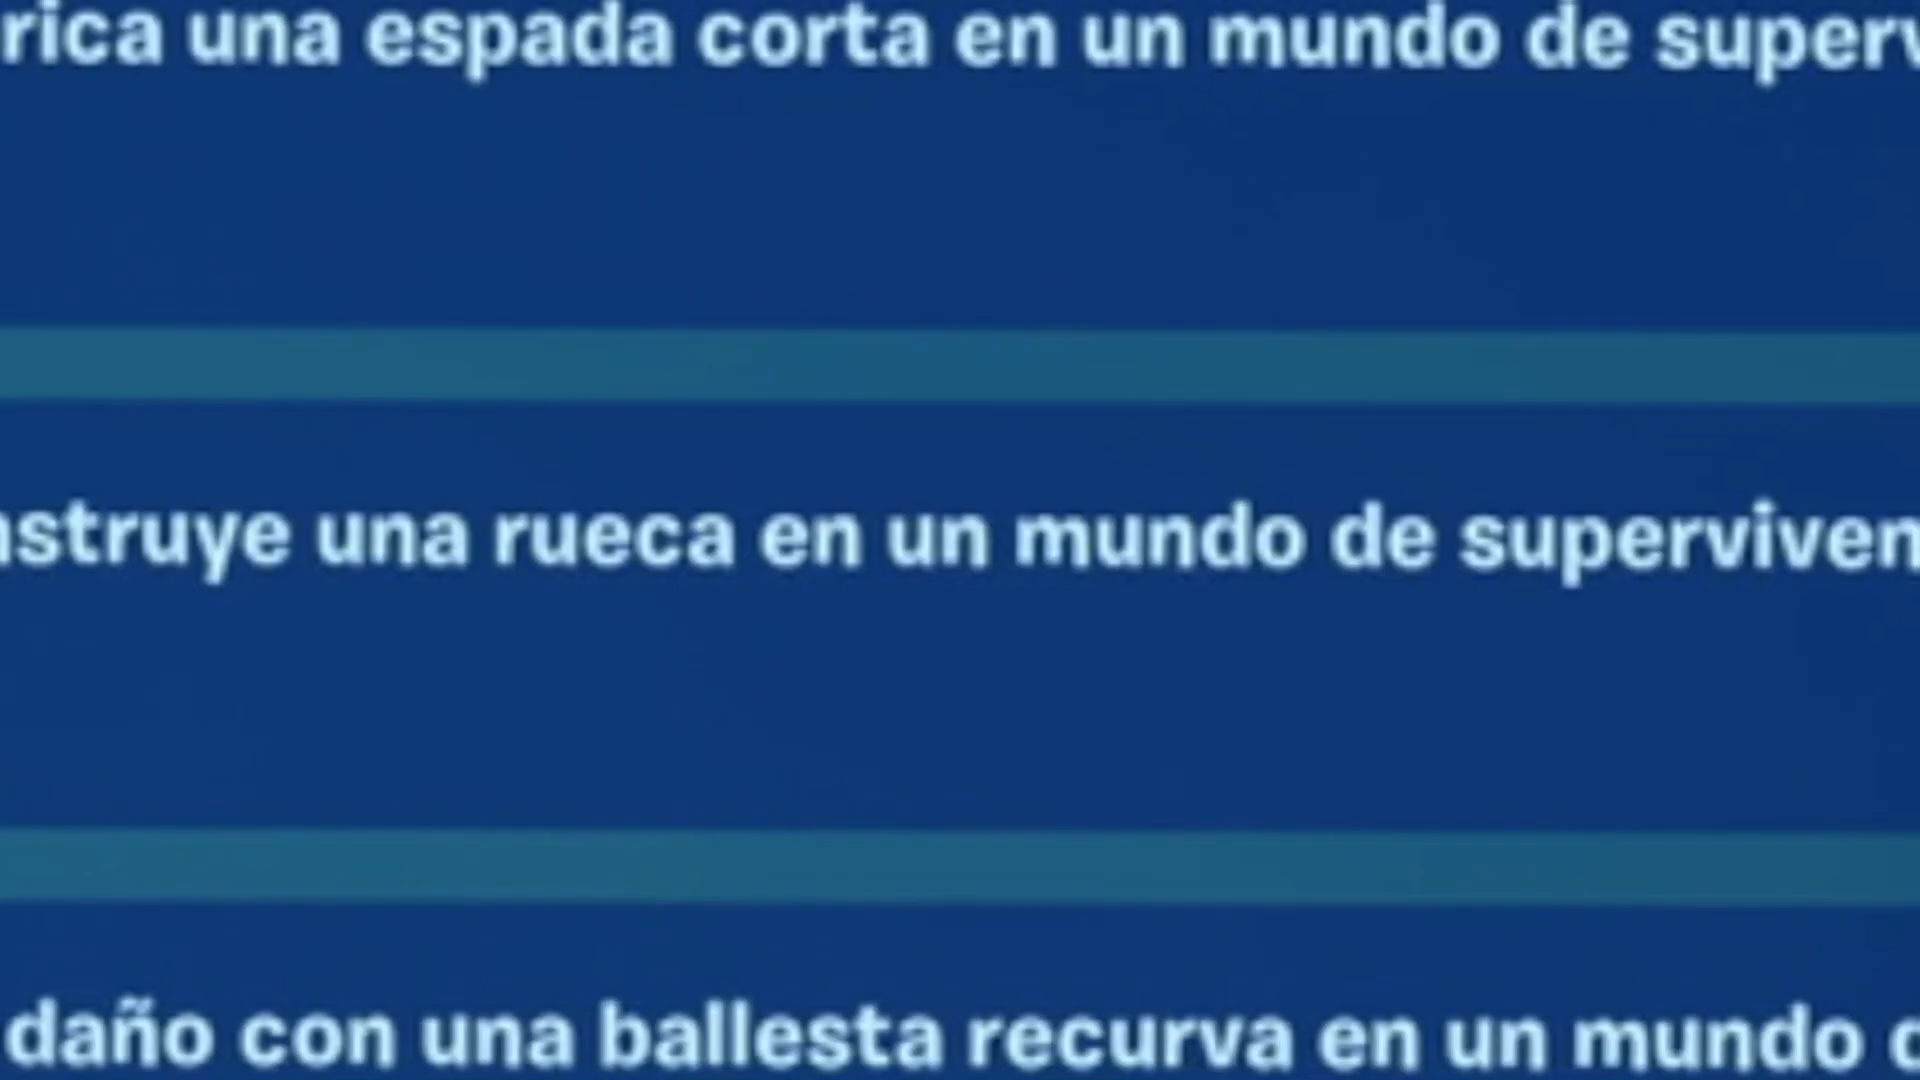 rica una espada corta en un mundo de superv
nstruye una rueca en un mundo de superviven
daño con una ballesta recurva en un mundo d